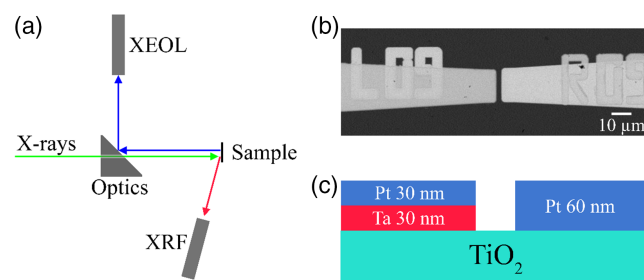 (a)
XEOL
X-rays
Optics
Sample
XRF
(b)
L09
R09
10 µm
(c)
Pt 30 nm
Ta 30 nm
Pt 60 nm
TiO₂